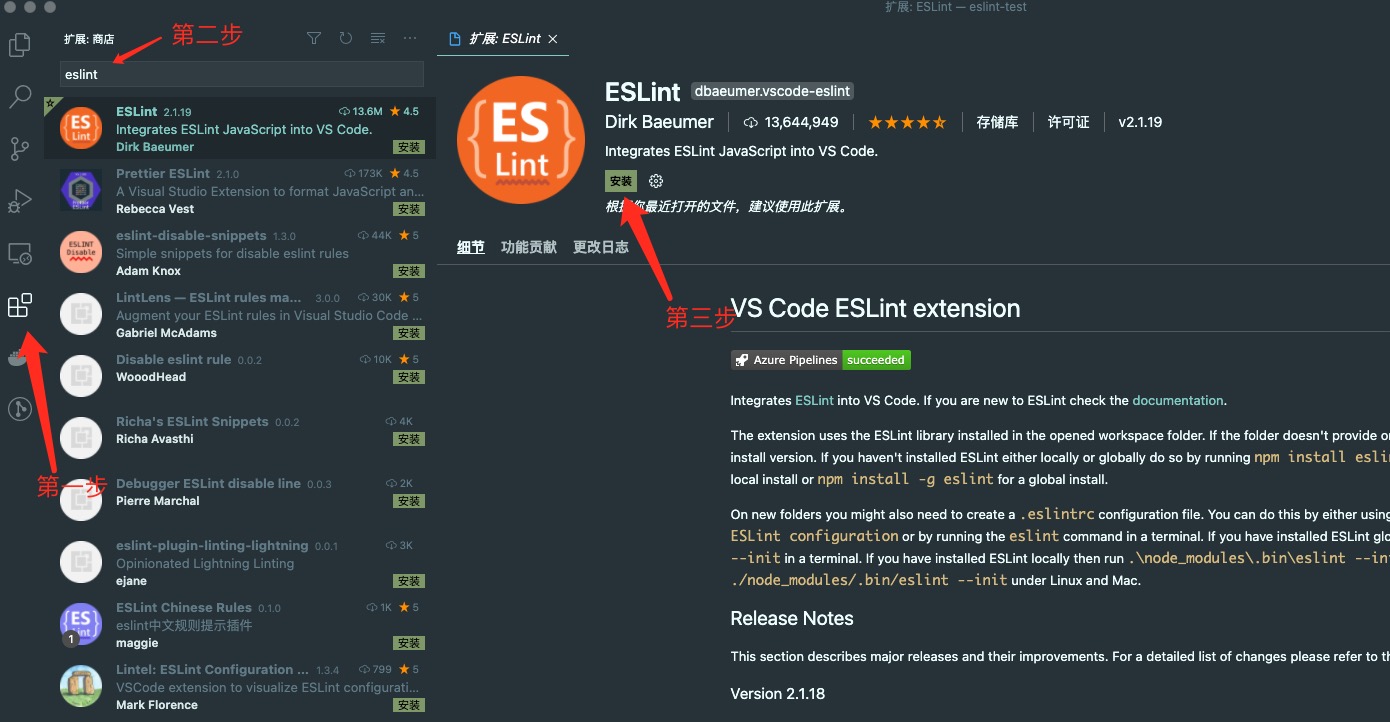 扩展: ESLint — eslint-test
扩展: 商店
第二步
eslint
ESLint 2.1.19 13.6M ★ 4.5
Integrates ESLint JavaScript into VS Code.
Dirk Baeumer 安装
Prettier ESLint 2.1.0 173K ★ 4.5
A Visual Studio Extension to format JavaScript an...
Rebecca Vest 安装
eslint-disable-snippets 1.3.0 44K ★ 5
Simple snippets for disable eslint rules
Adam Knox 安装
LintLens — ESLint rules ma... 3.0.0 30K ★ 5
Augment your ESLint rules in Visual Studio Code ...
Gabriel McAdams 安装
Disable eslint rule 0.0.2 10K ★ 5
WooodHead 安装
Richa's ESLint Snippets 0.0.2 4K
Richa Avasthi 安装
第一步
Debugger ESLint disable line 0.0.3 2K
Pierre Marchal 安装
eslint-plugin-linting-lightning 0.0.1 3K
Opinionated Lightning Linting
ejane 安装
ESLint Chinese Rules 0.1.0 1K ★ 5
eslint中文规则提示插件
maggie 安装
1
Lintel: ESLint Configuration ... 1.3.4 799 ★ 5
VSCode extension to visualize ESLint configurati...
Mark Florence 安装
扩展: ESLint
ES
Lint
ESLint dbaeumer.vscode-eslint
Dirk Baeumer 13,644,949 存储库 许可证 v2.1.19
Integrates ESLint JavaScript into VS Code.
安装
根据你最近打开的文件，建议使用此扩展。
细节 功能贡献 更改日志
第三步
VS Code ESLint extension
Azure Pipelines succeeded
Integrates ESLint into VS Code. If you are new to ESLint check the documentation.
The extension uses the ESLint library installed in the opened workspace folder. If the folder doesn't provide
install version. If you haven't installed ESLint either locally or globally do so by running npm install esli
local install or npm install -g eslint for a global install.
On new folders you might also need to create a .eslintrc configuration file. You can do this by either using
ESLint configuration or by running the eslint command in a terminal. If you have installed ESLint glo
--init in a terminal. If you have installed ESLint locally then run .\node_modules\.bin\eslint --in
./node_modules/.bin/eslint --init under Linux and Mac.
Release Notes
This section describes major releases and their improvements. For a detailed list of changes please refer to th
Version 2.1.18